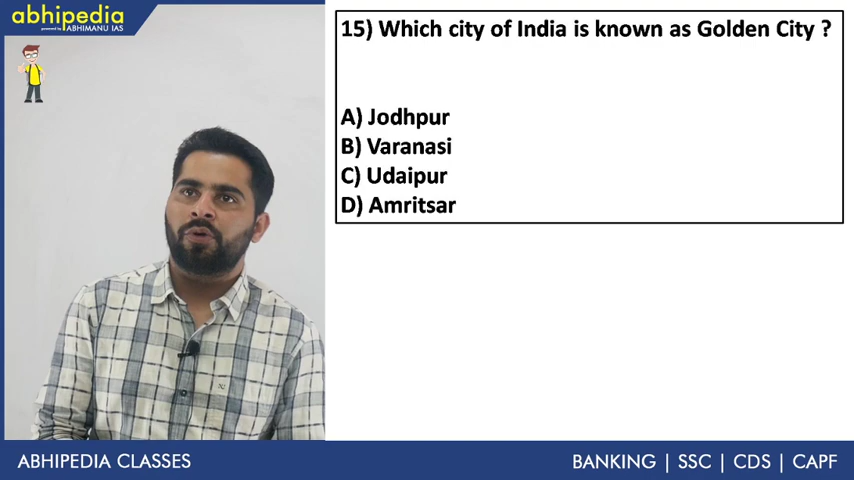 abhipedia
powered by ABHIMANU IAS
15) Which city of India is known as Golden City ?
A) Jodhpur
B) Varanasi
C) Udaipur
D) Amritsar
ABHIPEDIA CLASSES
BANKING | SSC | CDS | CAPF